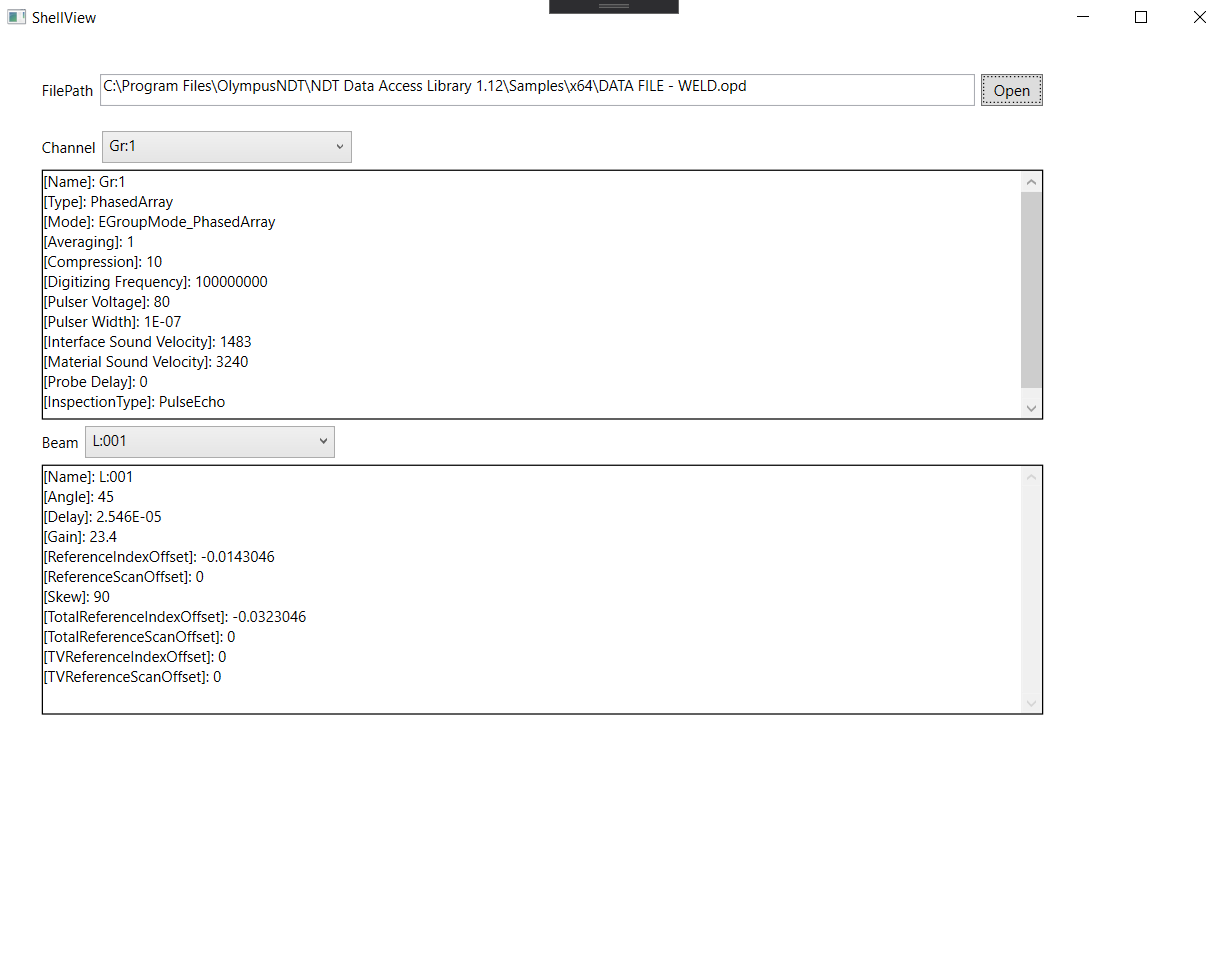 ShellView
FilePath C:\Program Files\OlympusNDT\NDT Data Access Library 1.12\Samples\x64\DATA FILE - WELD.opd Open
Channel Gr:1
[Name]: Gr:1
[Type]: PhasedArray
[Mode]: EGroupMode_PhasedArray
[Averaging]: 1
[Compression]: 10
[Digitizing Frequency]: 100000000
[Pulser Voltage]: 80
[Pulser Width]: 1E-07
[Interface Sound Velocity]: 1483
[Material Sound Velocity]: 3240
[Probe Delay]: 0
[InspectionType]: PulseEcho
Beam L:001
[Name]: L:001
[Angle]: 45
[Delay]: 2.546E-05
[Gain]: 23.4
[ReferenceIndexOffset]: -0.0143046
[ReferenceScanOffset]: 0
[Skew]: 90
[TotalReferenceIndexOffset]: -0.0323046
[TotalReferenceScanOffset]: 0
[TVReferenceIndexOffset]: 0
[TVReferenceScanOffset]: 0